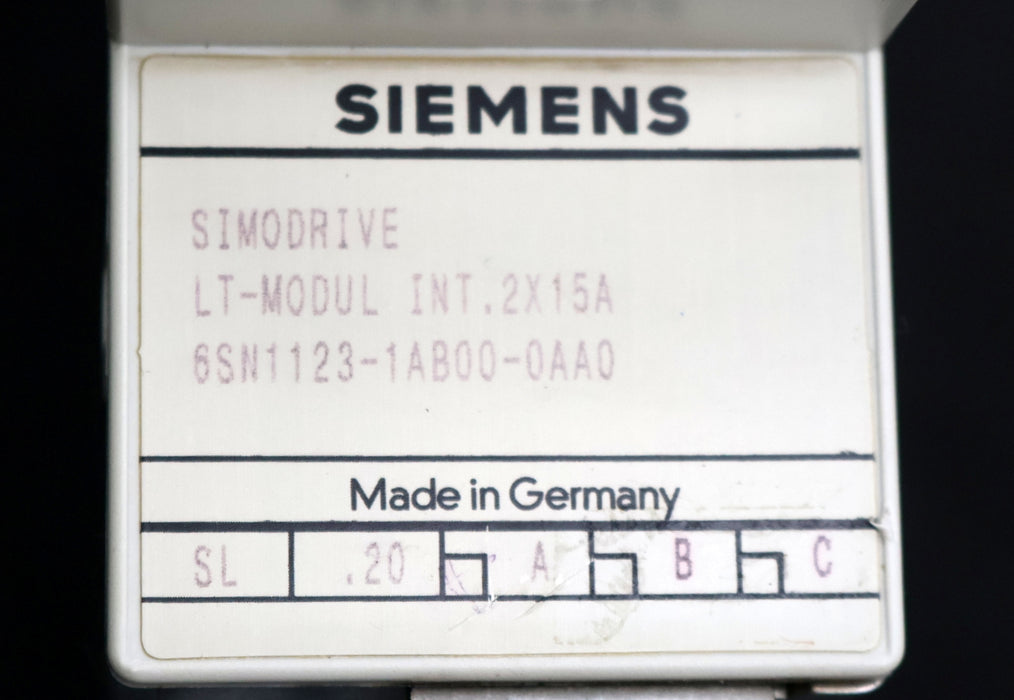 SIEMENS
SIMODRIVE
LT-MODUL INT.2X15A
6SN1123-1AB00-0AA0
Made in Germany
SL .20 A B C